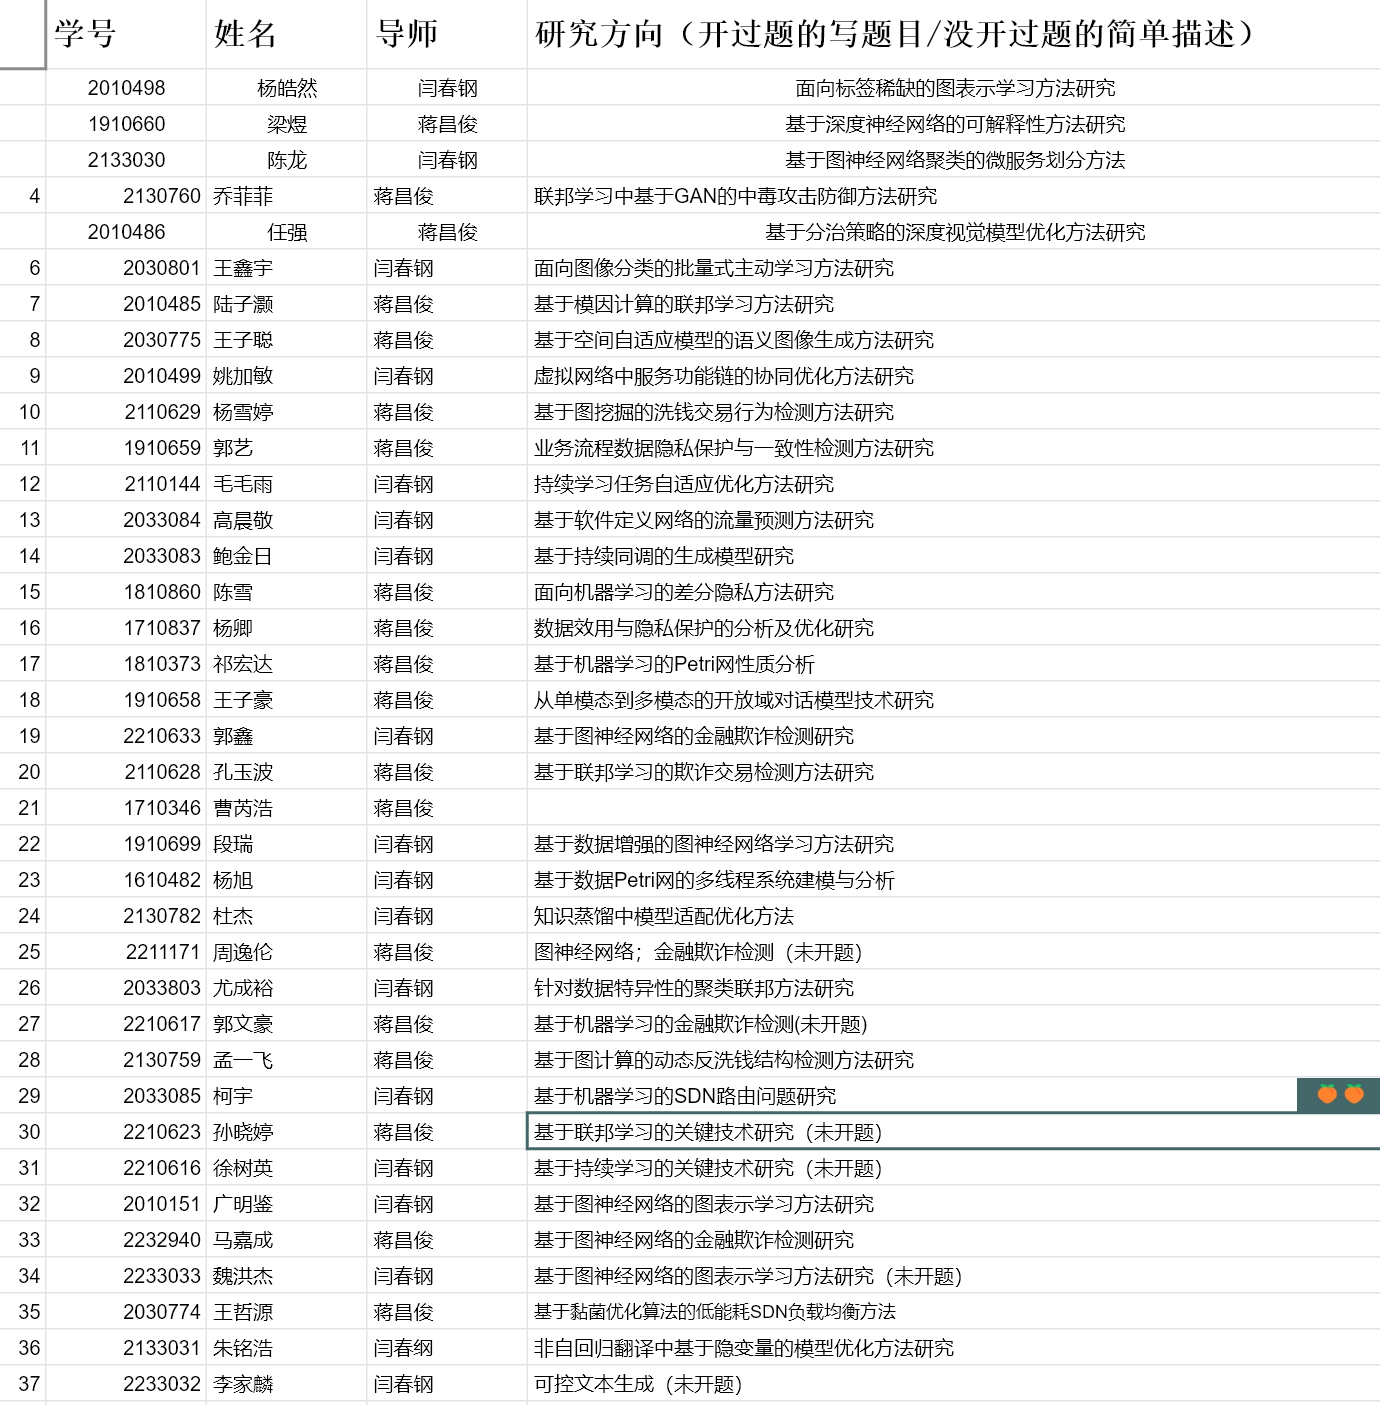 学号 姓名 导师 研究方向（开过题的写题目/没开过题的简单描述）
2010498 杨皓然 闫春钢 面向标签稀缺的图表示学习方法研究
1910660 梁煜 蒋昌俊 基于深度神经网络的可解释性方法研究
2133030 陈龙 闫春钢 基于图神经网络聚类的微服务划分方法
4 2130760 乔菲菲 蒋昌俊 联邦学习中基于GAN的中毒攻击防御方法研究
2010486 任强 蒋昌俊 基于分治策略的深度视觉模型优化方法研究
6 2030801 王鑫宇 闫春钢 面向图像分类的批量式主动学习方法研究
7 2010485 陆子灏 蒋昌俊 基于模因计算的联邦学习方法研究
8 2030775 王子聪 蒋昌俊 基于空间自适应模型的语义图像生成方法研究
9 2010499 姚加敏 闫春钢 虚拟网络中服务功能链的协同优化方法研究
10 2110629 杨雪婷 蒋昌俊 基于图挖掘的洗钱交易行为检测方法研究
11 1910659 郭艺 蒋昌俊 业务流程数据隐私保护与一致性检测方法研究
12 2110144 毛毛雨 闫春钢 持续学习任务自适应优化方法研究
13 2033084 高晨敬 闫春钢 基于软件定义网络的流量预测方法研究
14 2033083 鲍金日 闫春钢 基于持续同调的生成模型研究
15 1810860 陈雪 蒋昌俊 面向机器学习的差分隐私方法研究
16 1710837 杨卿 蒋昌俊 数据效用与隐私保护的分析及优化研究
17 1810373 祁宏达 蒋昌俊 基于机器学习的Petri网性质分析
18 1910658 王子豪 蒋昌俊 从单模态到多模态的开放域对话模型技术研究
19 2210633 郭鑫 闫春钢 基于图神经网络的金融欺诈检测研究
20 2110628 孔玉波 蒋昌俊 基于联邦学习的欺诈交易检测方法研究
21 1710346 曹芮浩 蒋昌俊
22 1910699 段瑞 闫春钢 基于数据增强的图神经网络学习方法研究
23 1610482 杨旭 闫春钢 基于数据Petri网的多线程系统建模与分析
24 2130782 杜杰 闫春钢 知识蒸馏中模型适配优化方法
25 2211171 周逸伦 蒋昌俊 图神经网络；金融欺诈检测（未开题）
26 2033803 尤成裕 闫春钢 针对数据特异性的聚类联邦方法研究
27 2210617 郭文豪 蒋昌俊 基于机器学习的金融欺诈检测(未开题)
28 2130759 孟一飞 蒋昌俊 基于图计算的动态反洗钱结构检测方法研究
29 2033085 柯宇 闫春钢 基于机器学习的SDN路由问题研究
30 2210623 孙晓婷 蒋昌俊 基于联邦学习的关键技术研究（未开题）
31 2210616 徐树英 闫春钢 基于持续学习的关键技术研究（未开题）
32 2010151 广明鉴 闫春钢 基于图神经网络的图表示学习方法研究
33 2232940 马嘉成 蒋昌俊 基于图神经网络的金融欺诈检测研究
34 2233033 魏洪杰 闫春钢 基于图神经网络的图表示学习方法研究（未开题）
35 2030774 王哲源 蒋昌俊 基于黏菌优化算法的低能耗SDN负载均衡方法
36 2133031 朱铭浩 闫春纲 非自回归翻译中基于隐变量的模型优化方法研究
37 2233032 李家麟 闫春钢 可控文本生成（未开题）